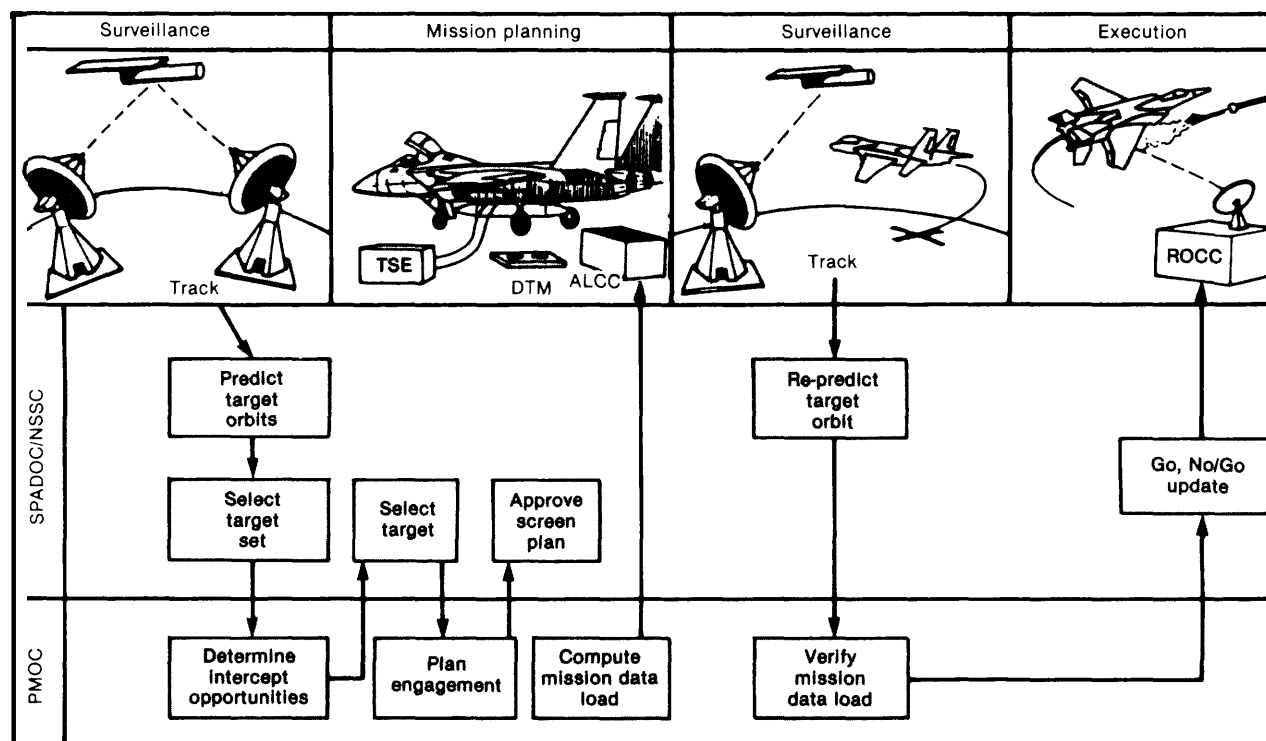 Surveillance
Mission planning
Surveillance
Execution
TSE
DTM
ALCC
Track
Track
ROCC
SPADOC/NSSC
Predict
target
orbits
Select
target
set
Select
target
Approve
screen
plan
Re-predict
target
orbit
Go, No/Go
update
PMOC
Determine
intercept
opportunities
Plan
engagement
Compute
mission data
load
Verify
mission
data load